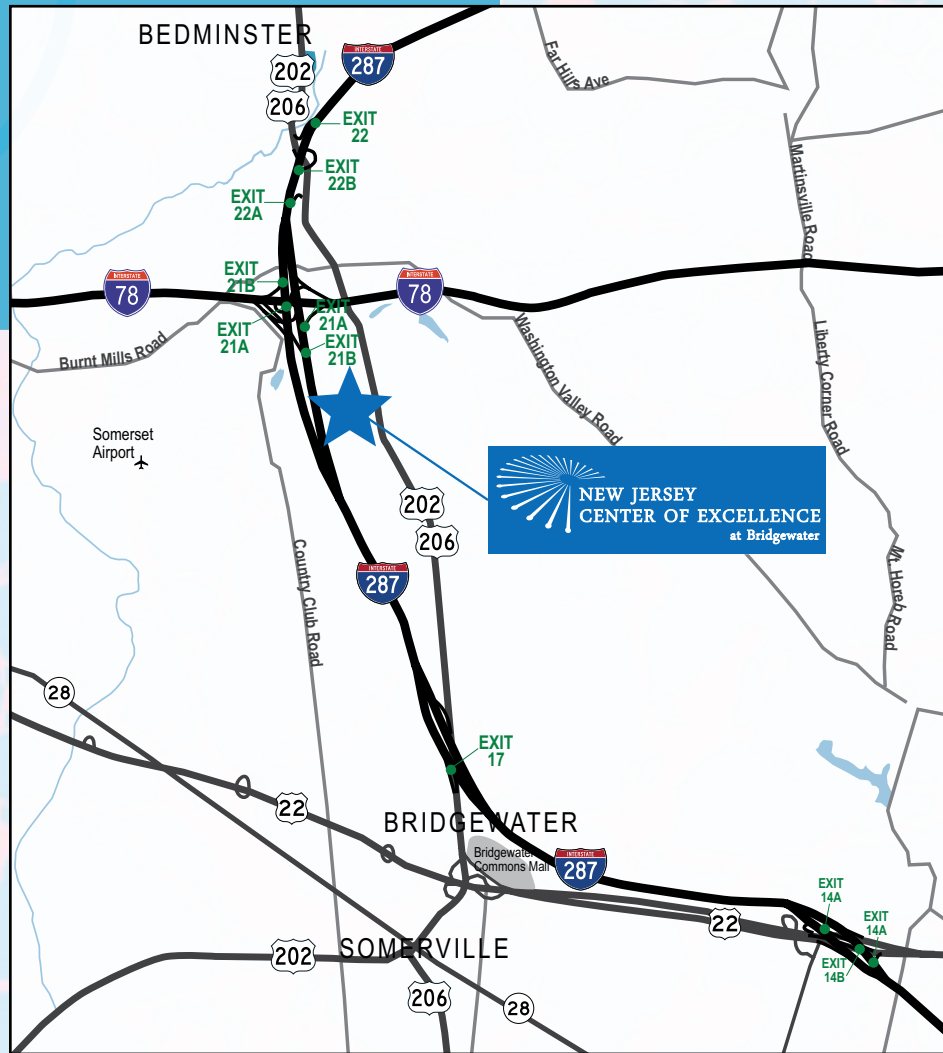 BEDMINSTER
202
206
INTERSTATE
287
Far Hills Ave
EXIT
22
EXIT
22B
EXIT
22A
Martinsville Road
EXIT
21B
INTERSTATE
78
INTERSTATE
78
EXIT
21A
EXIT
21A
EXIT
21B
Burnt Mills Road
Washington Valley Road
Liberty Corner Road
Somerset
Airport
NEW JERSEY
CENTER OF EXCELLENCE
at Bridgewater
202
206
Country Club Road
INTERSTATE
287
Mt. Horeb Road
28
EXIT
17
22
BRIDGEWATER
Bridgewater
Commons Mall
INTERSTATE
287
EXIT
14A
EXIT
14A
22
EXIT
14B
SOMERVILLE
202
206
28